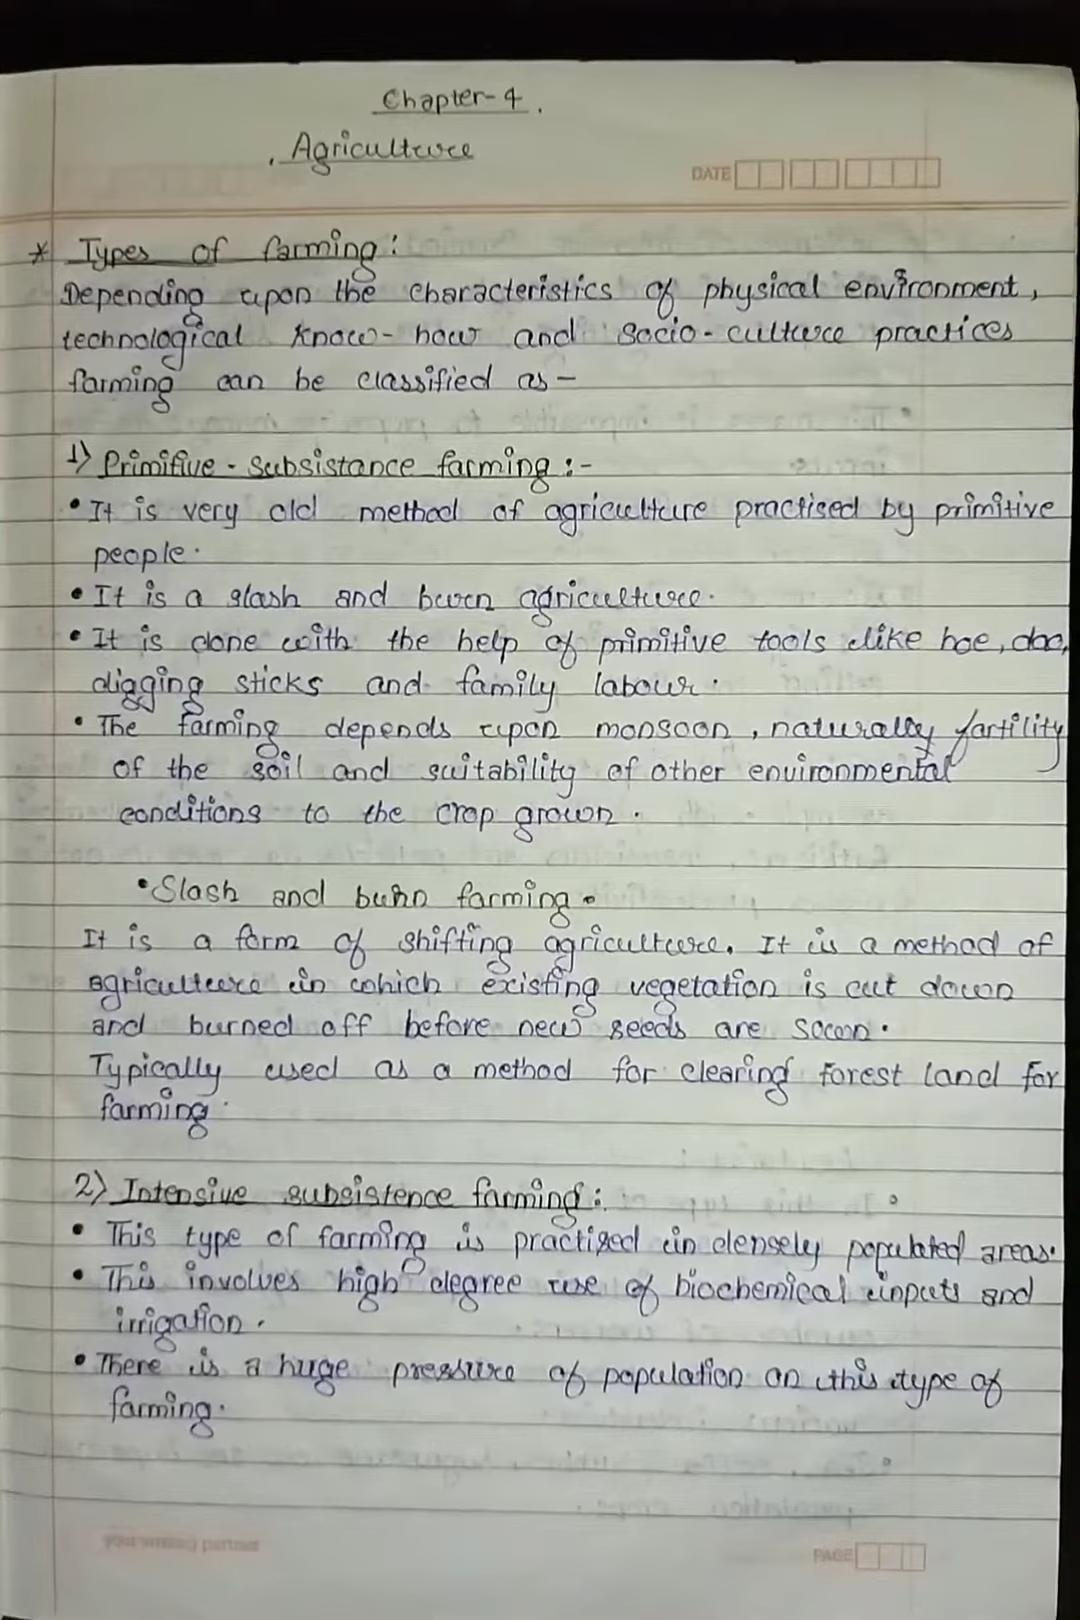 Chapter-4.
Agriculture
DATE
* Types of farming:
Depending upon the characteristics of physical environment,
technological know-how and socio-culture practices
farming can be classified as -
1) Primitive - Subsistance farming :-
• It is very old method of agriculture practised by primitive
people.
• It is a slash and burn agriculture.
• It is done with the help of primitive tools like hoe, dao,
digging sticks and family labour.
• The farming depends upon monsoon, naturally fartility
of the soil and suitability of other environmental
conditions to the crop grown.
• Slash and burn farming.
It is a form of shifting agriculture. It is a method of
agriculture in which existing vegetation is cut down
and burned off before new seeds are sown.
Typically used as a method for clearing forest land for
farming.
2) Intensive subsistence farming:
• This type of farming is practised in densely populated areas.
• This involves high degree use of biochemical inputs and
irrigation.
• There is a huge pressure of population on this type of
farming.
your writing partner
PAGE